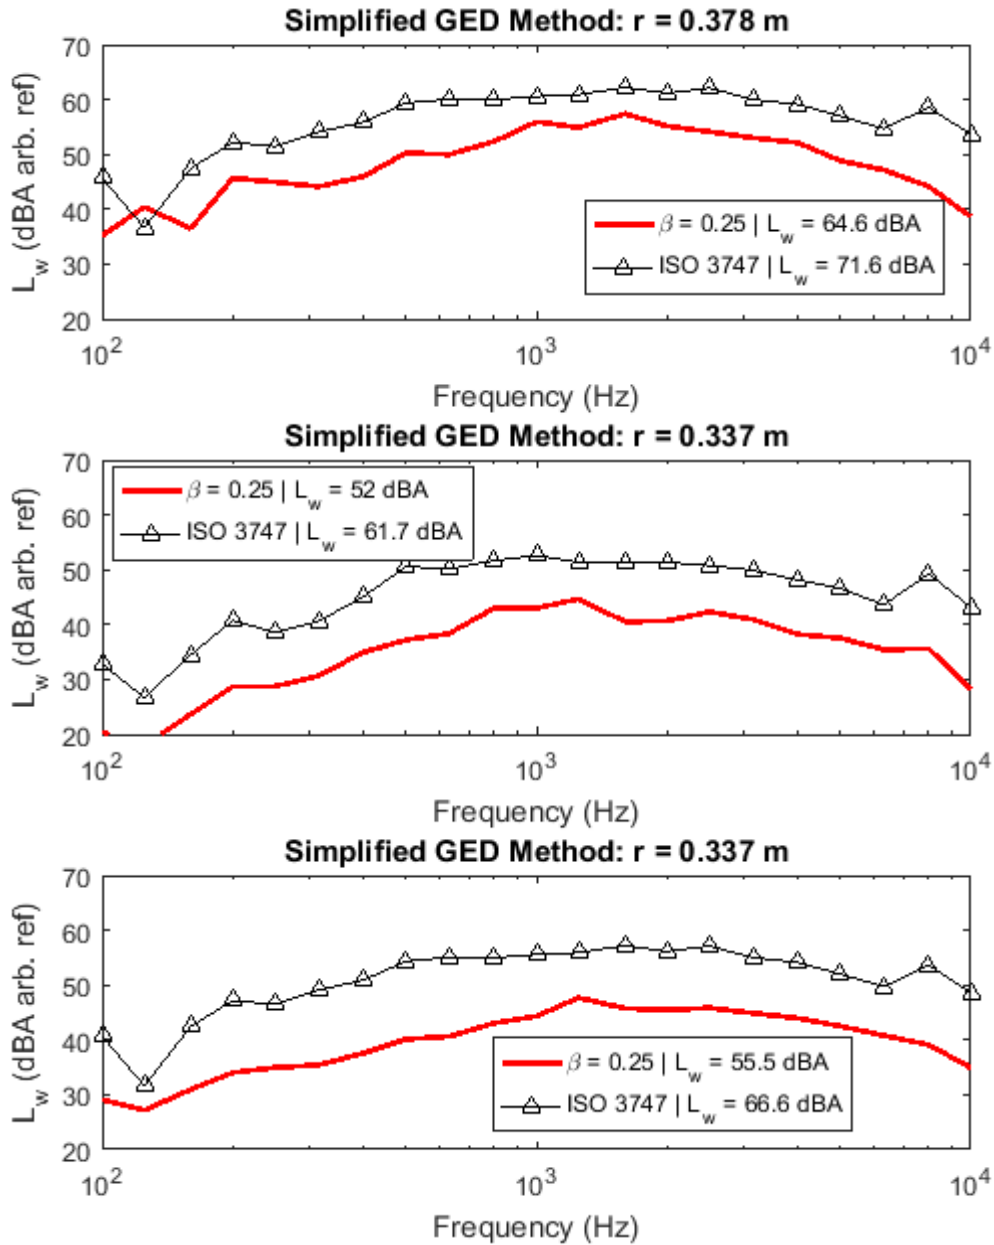 Simplified GED Method: r = 0.378 m
70
60
50
40
30
20
L_w (dBA arb. ref)
β = 0.25 | L_w = 64.6 dBA
ISO 3747 | L_w = 71.6 dBA
10^2
10^3
10^4
Frequency (Hz)
Simplified GED Method: r = 0.337 m
70
60
50
40
30
20
L_w (dBA arb. ref)
β = 0.25 | L_w = 52 dBA
ISO 3747 | L_w = 61.7 dBA
10^2
10^3
10^4
Frequency (Hz)
Simplified GED Method: r = 0.337 m
70
60
50
40
30
20
L_w (dBA arb. ref)
β = 0.25 | L_w = 55.5 dBA
ISO 3747 | L_w = 66.6 dBA
10^2
10^3
10^4
Frequency (Hz)